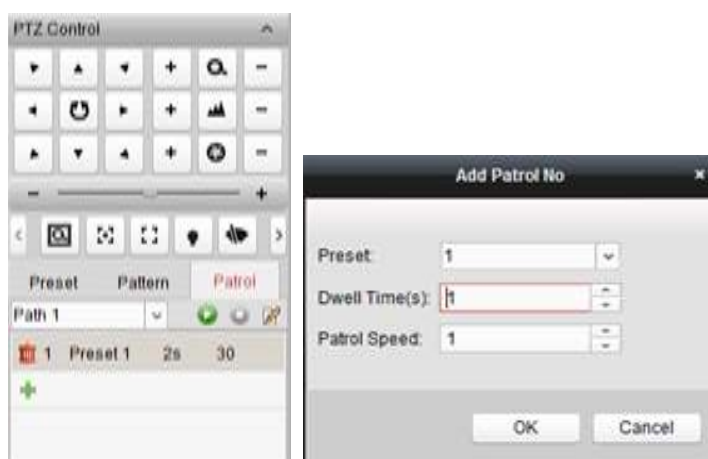 PTZ Control
Preset Pattern Patrol
Path 1
1 Preset 1 2s 30
Add Patrol No
Preset: 1
Dwell Time(s): 1
Patrol Speed: 1
OK Cancel